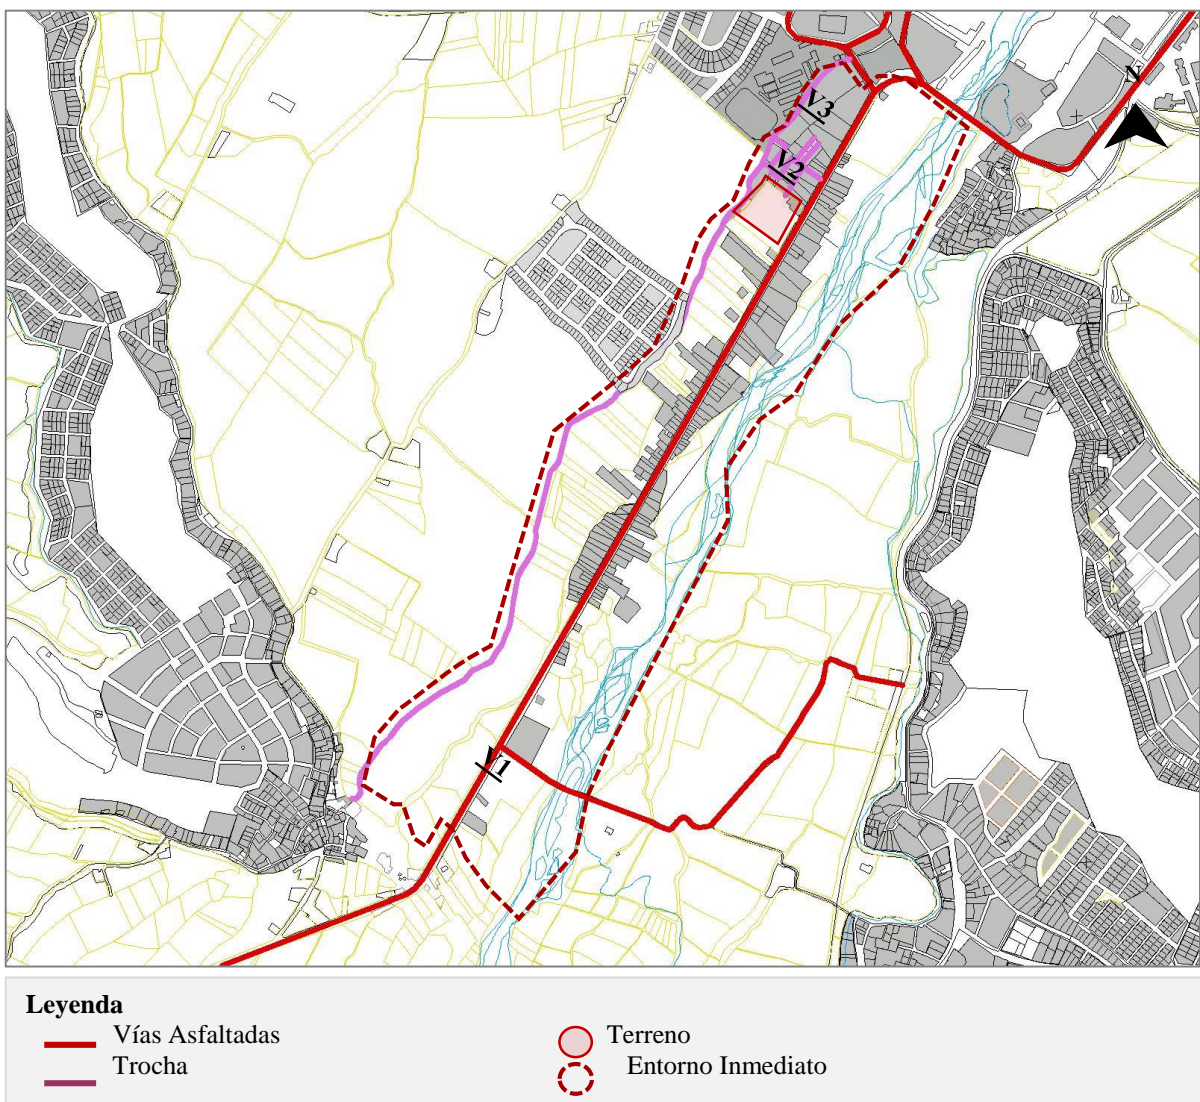 N
V3
V2
V1
Leyenda
Vías Asfaltadas
Terreno
Trocha
Entorno Inmediato